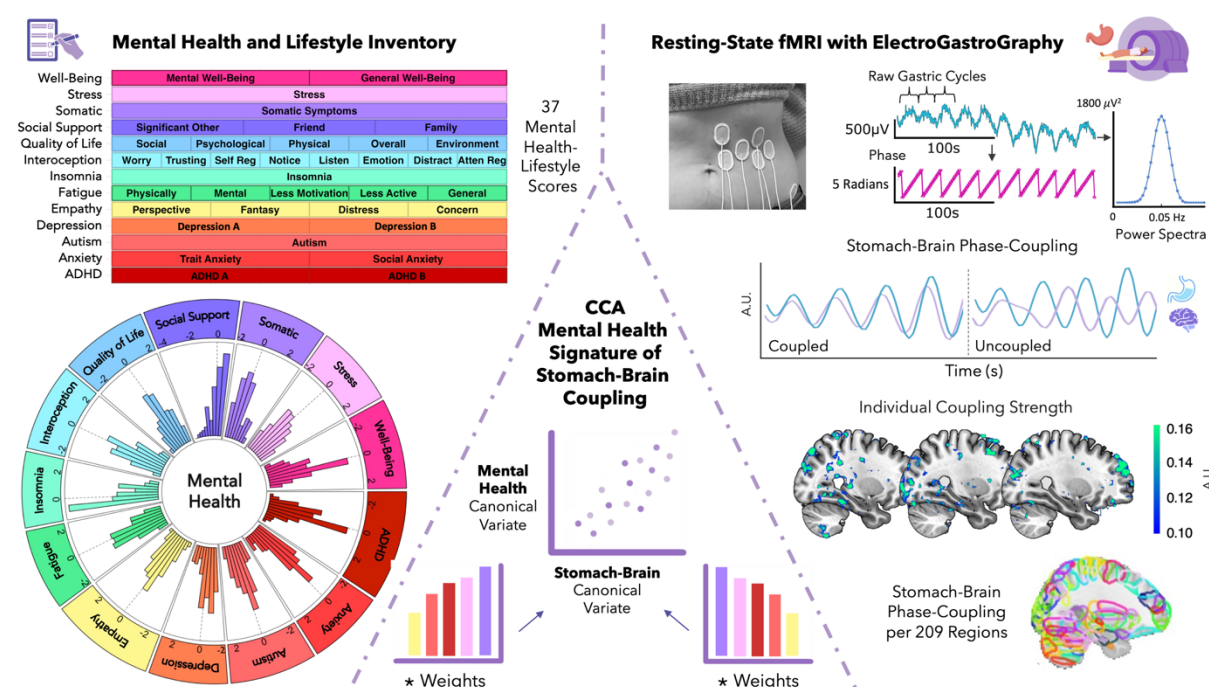 Mental Health and Lifestyle Inventory
Well-Being
Mental Well-Being
General Well-Being
Stress
Stress
Somatic
Somatic Symptoms
Social Support
Significant Other
Friend
Family
Quality of Life
Social
Psychological
Physical
Overall
Environment
Interoception
Worry
Trusting
Self Reg
Notice
Listen
Emotion
Distract
Atten Reg
Insomnia
Insomnia
Fatigue
Physically
Mental
Less Motivation
Less Active
General
Empathy
Perspective
Fantasy
Distress
Concern
Depression
Depression A
Depression B
Autism
Autism
Anxiety
Trait Anxiety
Social Anxiety
ADHD
ADHD A
ADHD B
37
Mental
Health-
Lifestyle
Scores
Social Support
Somatic
Stress
Well-Being
ADHD
Anxiety
Autism
Depression
Empathy
Fatigue
Insomnia
Interoception
Quality of Life
-4 -2 0
-2 0 2
Mental
Health
CCA
Mental Health
Signature of
Stomach-Brain
Coupling
Mental
Health
Canonical
Variate
Stomach-Brain
Canonical
Variate
* Weights
* Weights
Resting-State fMRI with ElectroGastroGraphy
Raw Gastric Cycles
500µV
100s
Phase
5 Radians
100s
1800 µV²
0
0.05 Hz
Power Spectra
Stomach-Brain Phase-Coupling
A.U.
Coupled
Uncoupled
Time (s)
Individual Coupling Strength
0.16
0.14
0.12
0.10
Stomach-Brain
Phase-Coupling
per 209 Regions